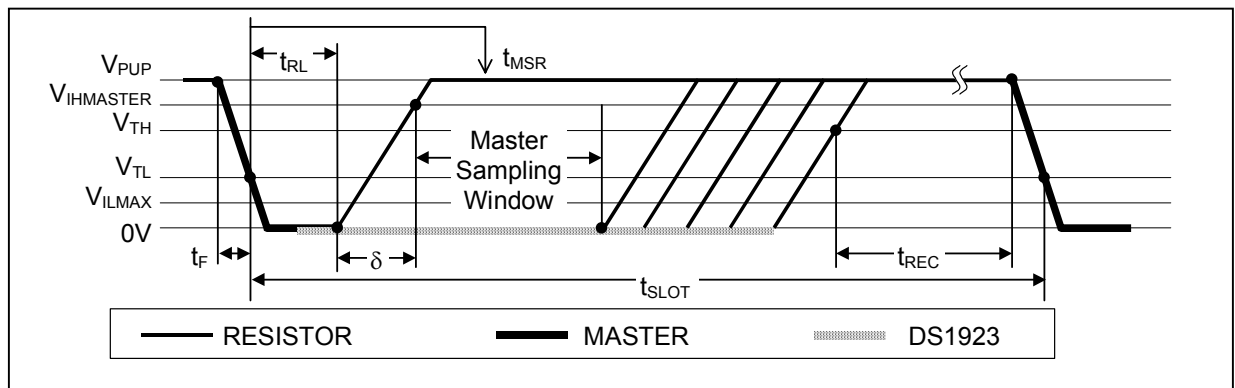 VPUP
VIHMASTER
VTH
VTL
VILMAX
0V
tRL
tMSR
Master
Sampling
Window
tF
δ
tREC
tSLOT
RESISTOR MASTER DS1923